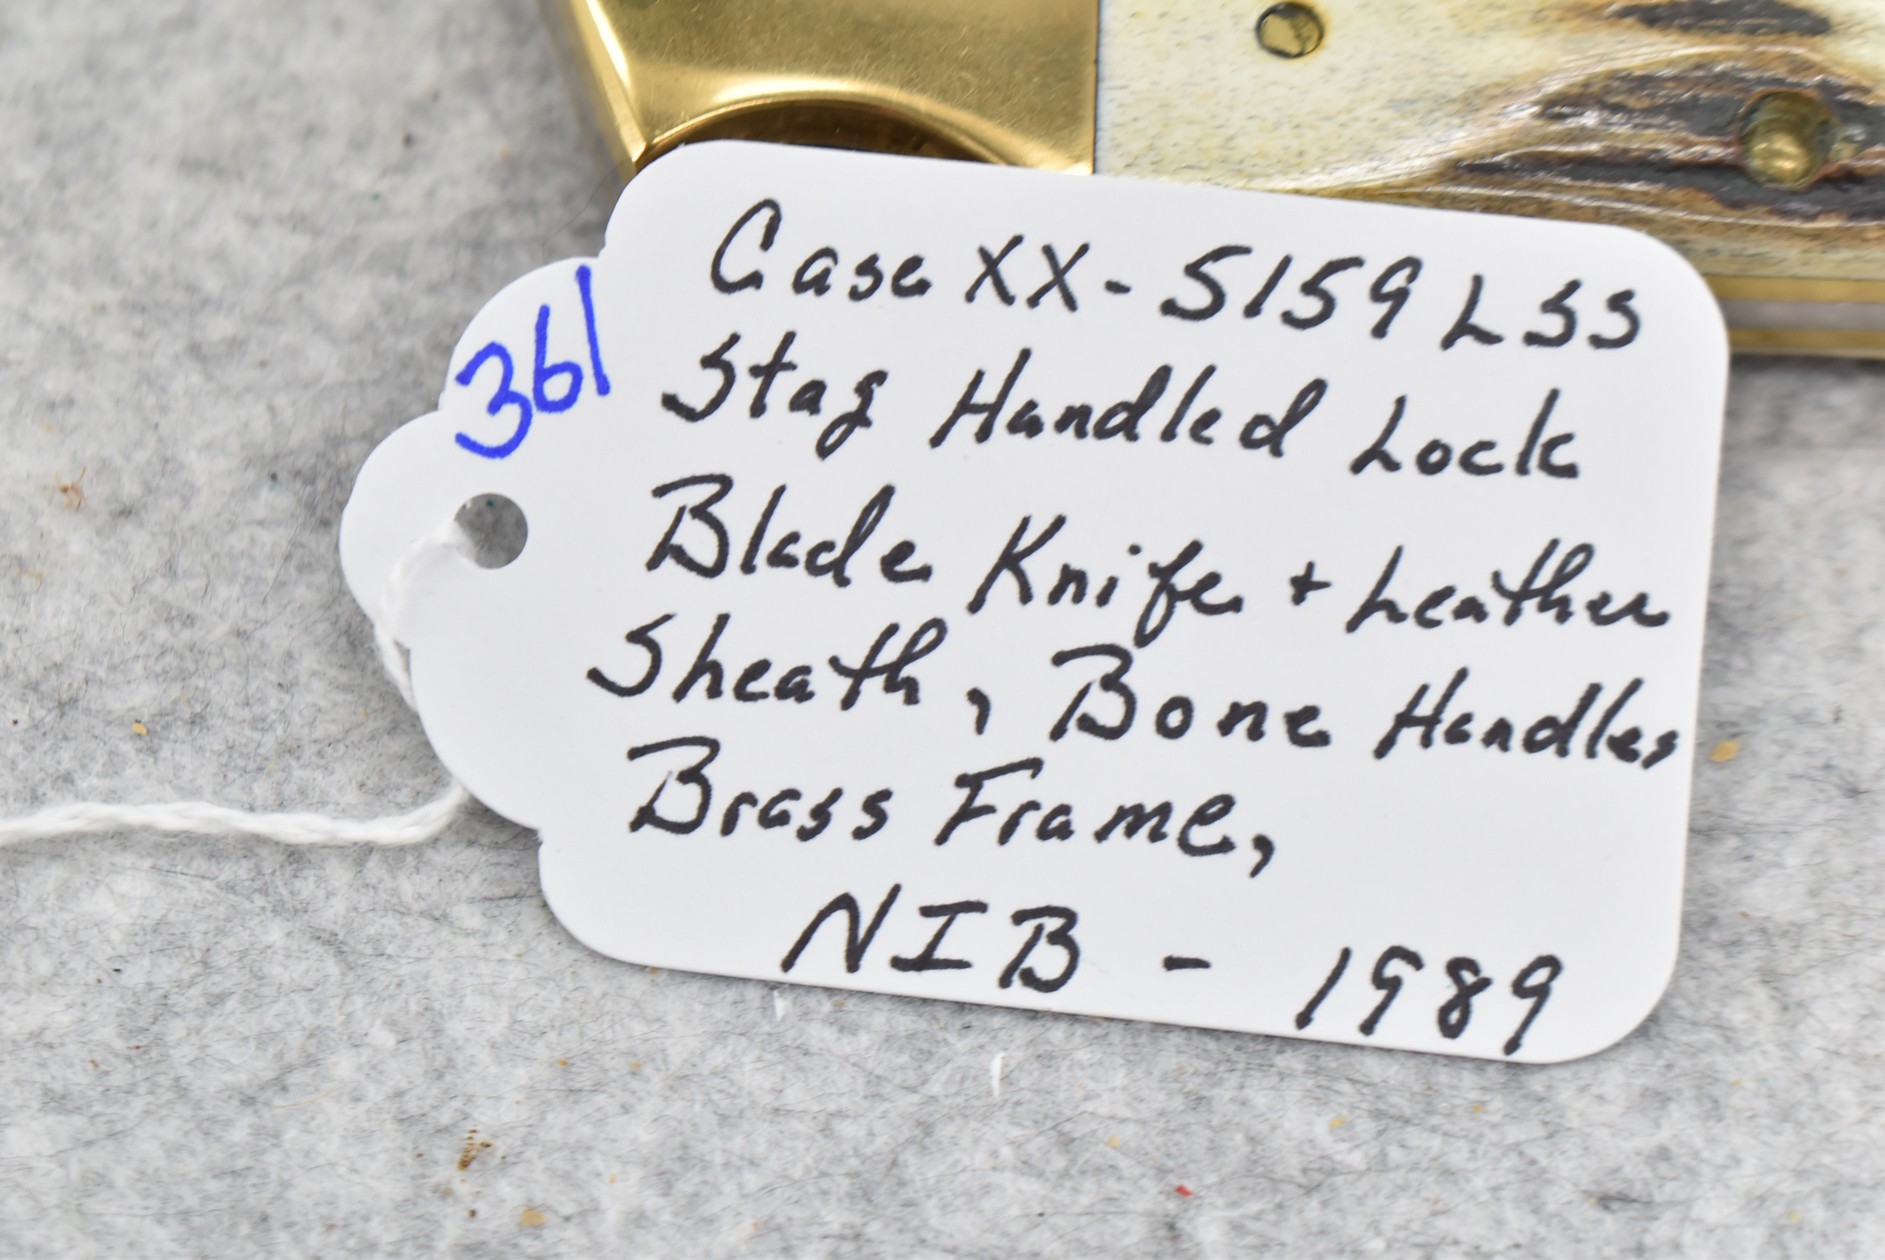 361
Case XX - 5159 LSS
Stag Handled Lock
Blade Knife + Leather
Sheath, Bone Handles
Brass Frame,
NIB - 1989